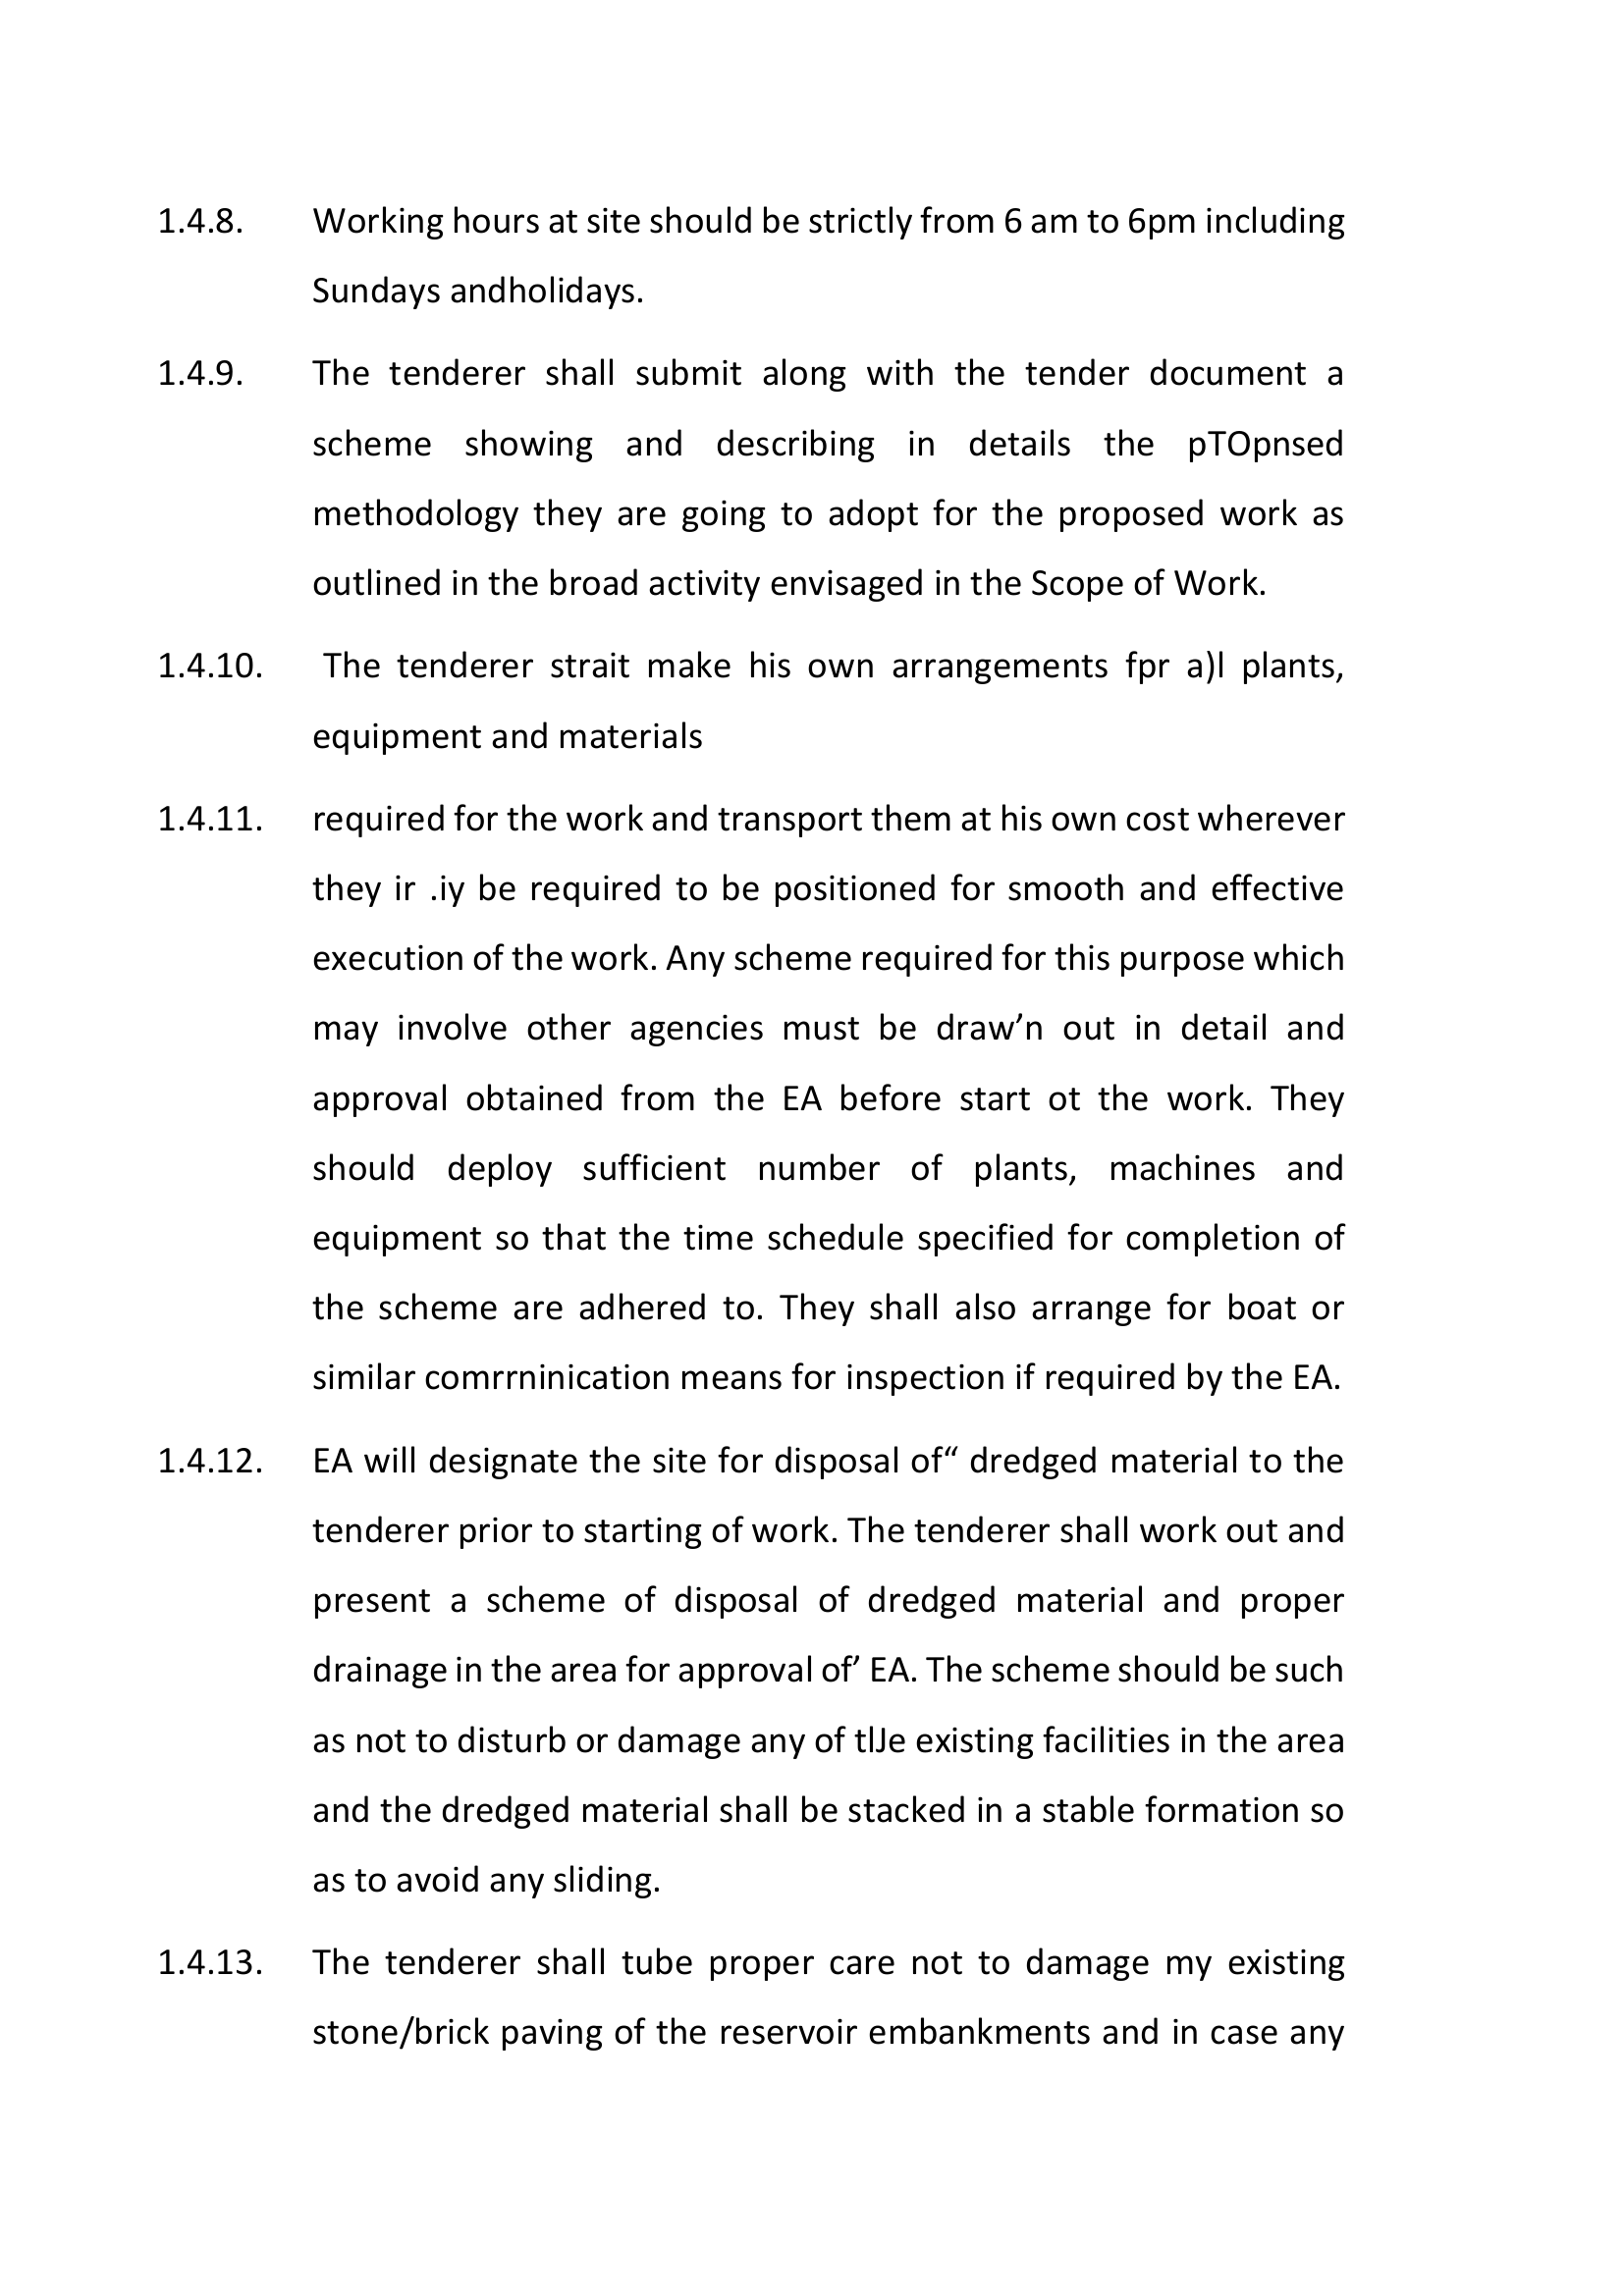 1.4.8. Working hours at site should be strictly from 6 am to 6pm including
Sundays andholidays.
1.4.9. The tenderer shall submit along with the tender document a
scheme showing and describing in details the pTOpnsed
methodology they are going to adopt for the proposed work as
outlined in the broad activity envisaged in the Scope of Work.
1.4.10. The tenderer strait make his own arrangements fpr a)l plants,
equipment and materials
1.4.11. required for the work and transport them at his own cost wherever
they ir .iy be required to be positioned for smooth and effective
execution of the work. Any scheme required for this purpose which
may involve other agencies must be draw’n out in detail and
approval obtained from the EA before start ot the work. They
should deploy sufficient number of plants, machines and
equipment so that the time schedule specified for completion of
the scheme are adhered to. They shall also arrange for boat or
similar comrrninication means for inspection if required by the EA.
1.4.12. EA will designate the site for disposal of“ dredged material to the
tenderer prior to starting of work. The tenderer shall work out and
present a scheme of disposal of dredged material and proper
drainage in the area for approval of’ EA. The scheme should be such
as not to disturb or damage any of tlJe existing facilities in the area
and the dredged material shall be stacked in a stable formation so
as to avoid any sliding.
1.4.13. The tenderer shall tube proper care not to damage my existing
stone/brick paving of the reservoir embankments and in case any